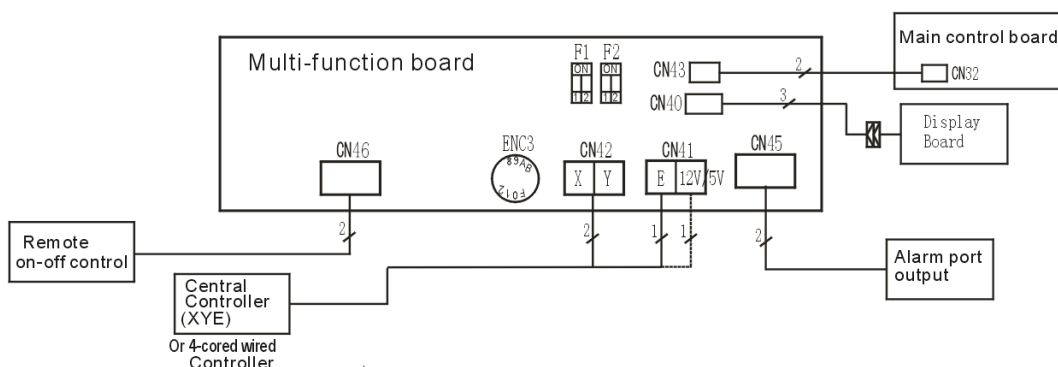 Multi-function board
F1 F2
ON ON
1 2 1 2
CN43
2
Main control board
CN32
CN40
3
Display
Board
CN46
ENC3
89AB
F012
CN42
X Y
CN41
E 12V/5V
CN45
2
2
1
1
2
Remote
on-off control
Central
Controller
(XYE)
Or 4-cored wired
Controller
Alarm port
output